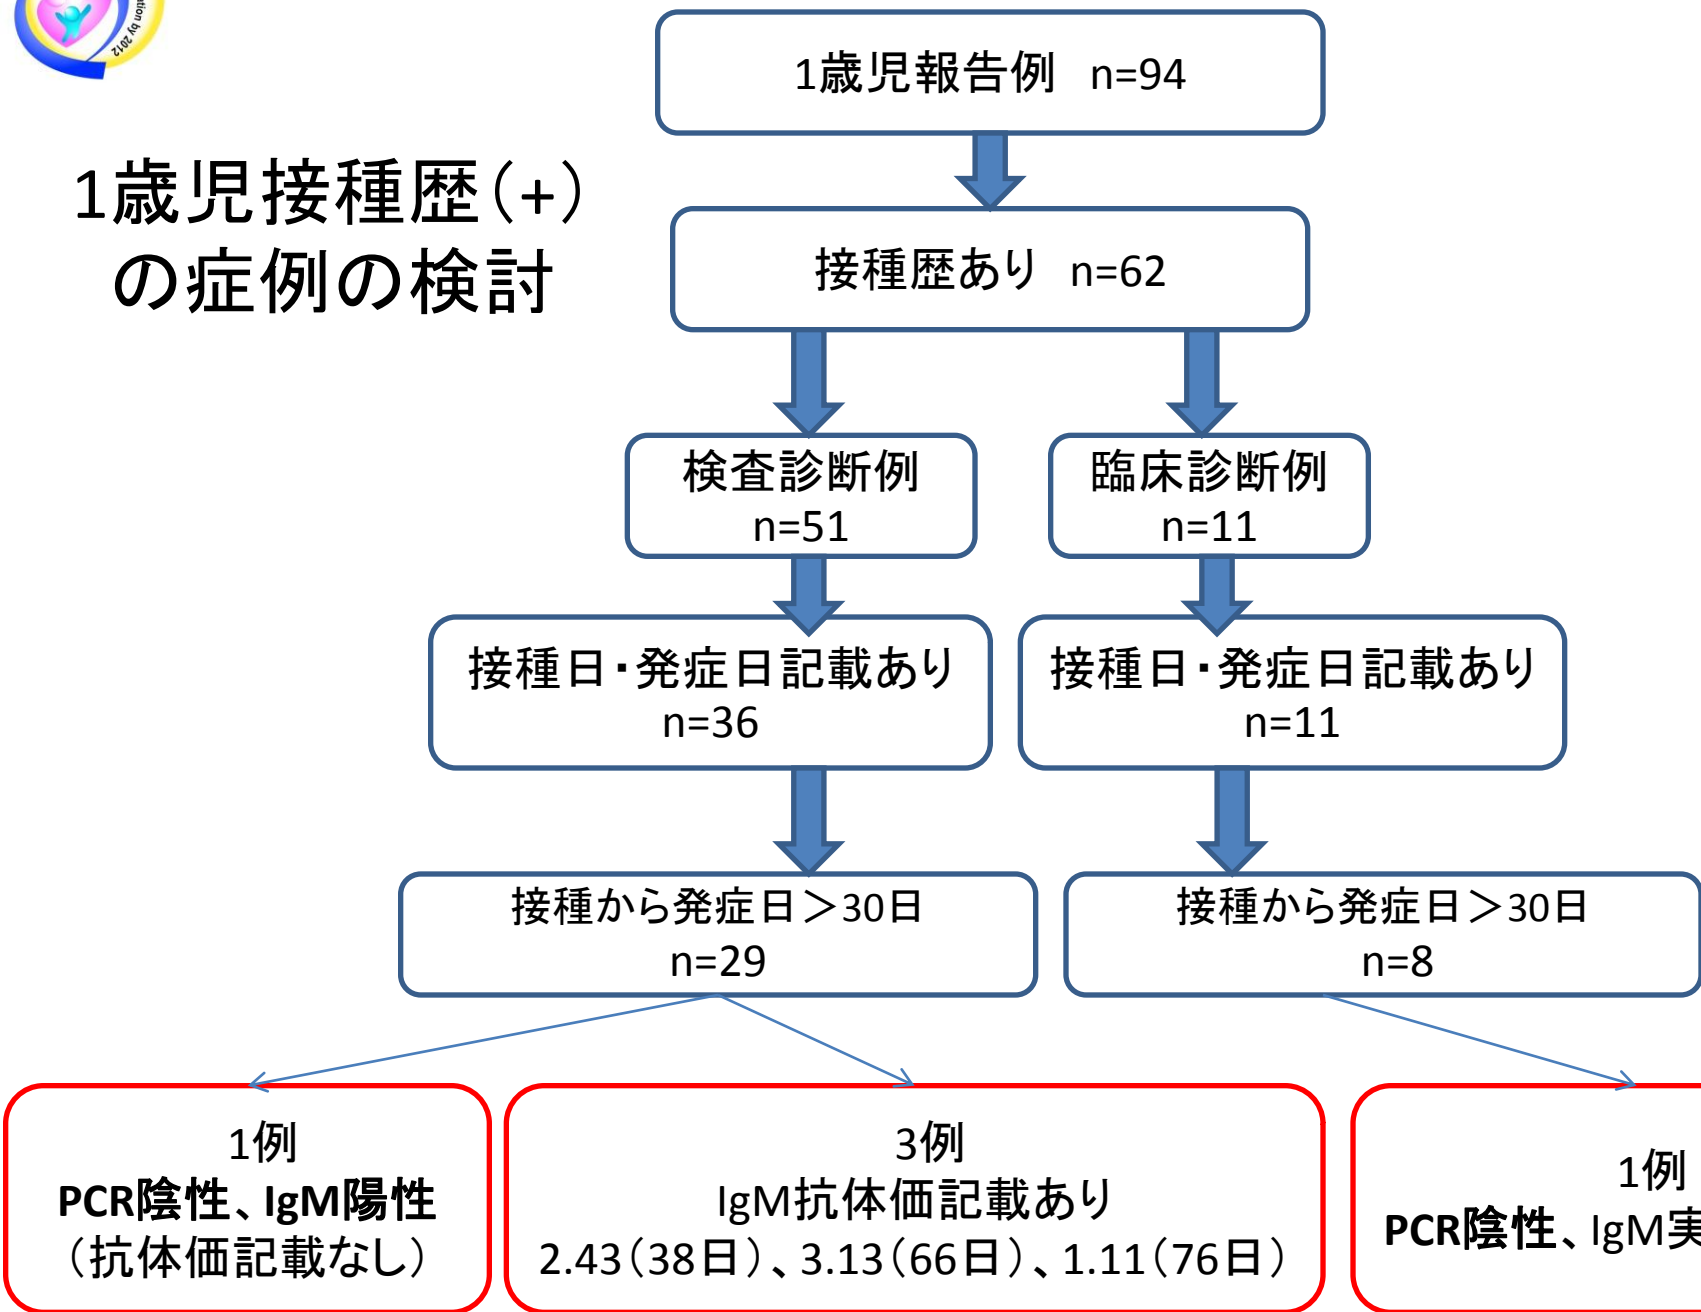 ation by 2012
1歳児接種歴(+)
の症例の検討
1歳児報告例 n=94
接種歴あり n=62
検査診断例
n=51
臨床診断例
n=11
接種日・発症日記載あり
n=36
接種日・発症日記載あり
n=11
接種から発症日＞30日
n=29
接種から発症日＞30日
n=8
1例
PCR陰性、IgM陽性
（抗体価記載なし）
3例
IgM抗体価記載あり
2.43（38日）、3.13（66日）、1.11（76日）
1例
PCR陰性、IgM実